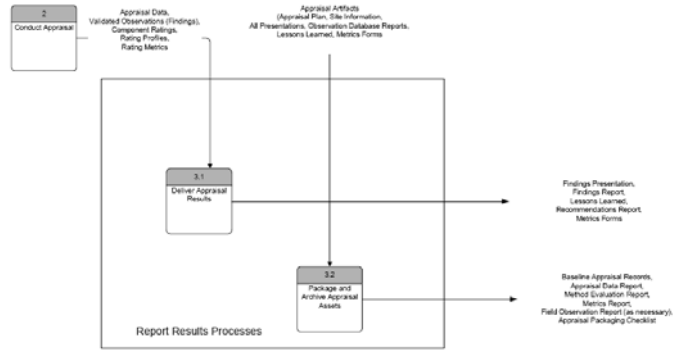 2
Conduct Appraisal
Appraisal Data,
Validated Observations (Findings),
Component Ratings,
Rating Profiles,
Rating Metrics
Appraisal Artifacts
(Appraisal Plan, Site Information,
All Presentations, Observation Database Reports,
Lessons Learned, Metrics Forms
3.1
Deliver Appraisal
Results
Findings Presentation,
Findings Report,
Lessons Learned,
Recommendations Report,
Metrics Forms
3.2
Package and
Archive Appraisal
Assets
Baseline Appraisal Records,
Appraisal Data Report,
Method Evaluation Report,
Metrics Report,
Field Observation Report (as necessary),
Appraisal Packaging Checklist
Report Results Processes